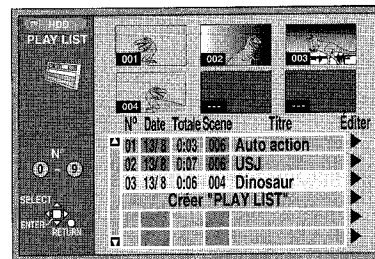 HDD
PLAY LIST
001
002
003
004
---
---
Nº Date Totale Scene Titre Éditer
01 13/8 0:03 006 Auto action
02 13/8 0:07 006 USJ
03 13/8 0:06 004 Dinosaur
Créer "PLAY LIST"
N°
0 - 9
SELECT
ENTER
RETURN